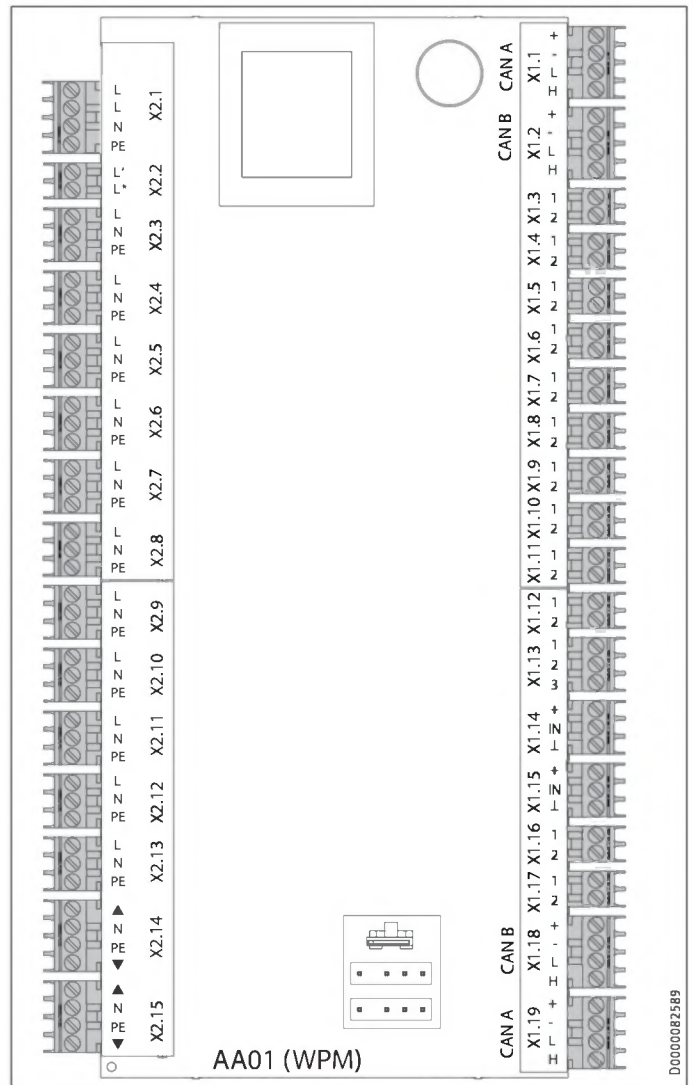 L
L
N
PE
X2.1
L'
L*
X2.2
L
N
PE
X2.3
L
N
PE
X2.4
L
N
PE
X2.5
L
N
PE
X2.6
L
N
PE
X2.7
L
N
PE
X2.8
L
N
PE
X2.9
L
N
PE
X2.10
L
N
PE
X2.11
L
N
PE
X2.12
L
N
PE
X2.13
▲
N
PE
▼
X2.14
▲
N
PE
▼
X2.15
AA01 (WPM)
CAN A
X1.1
+
-
L
H
CAN B
X1.2
+
-
L
H
X1.3
1
2
X1.4
1
2
X1.5
1
2
X1.6
1
2
X1.7
1
2
X1.8
1
2
X1.9
1
2
X1.10
1
2
X1.11
1
2
X1.12
1
2
X1.13
1
2
3
X1.14
+
IN
⊥
X1.15
+
IN
⊥
X1.16
1
2
X1.17
1
2
CAN B
X1.18
+
-
L
H
CAN A
X1.19
+
-
L
H
D0000082589